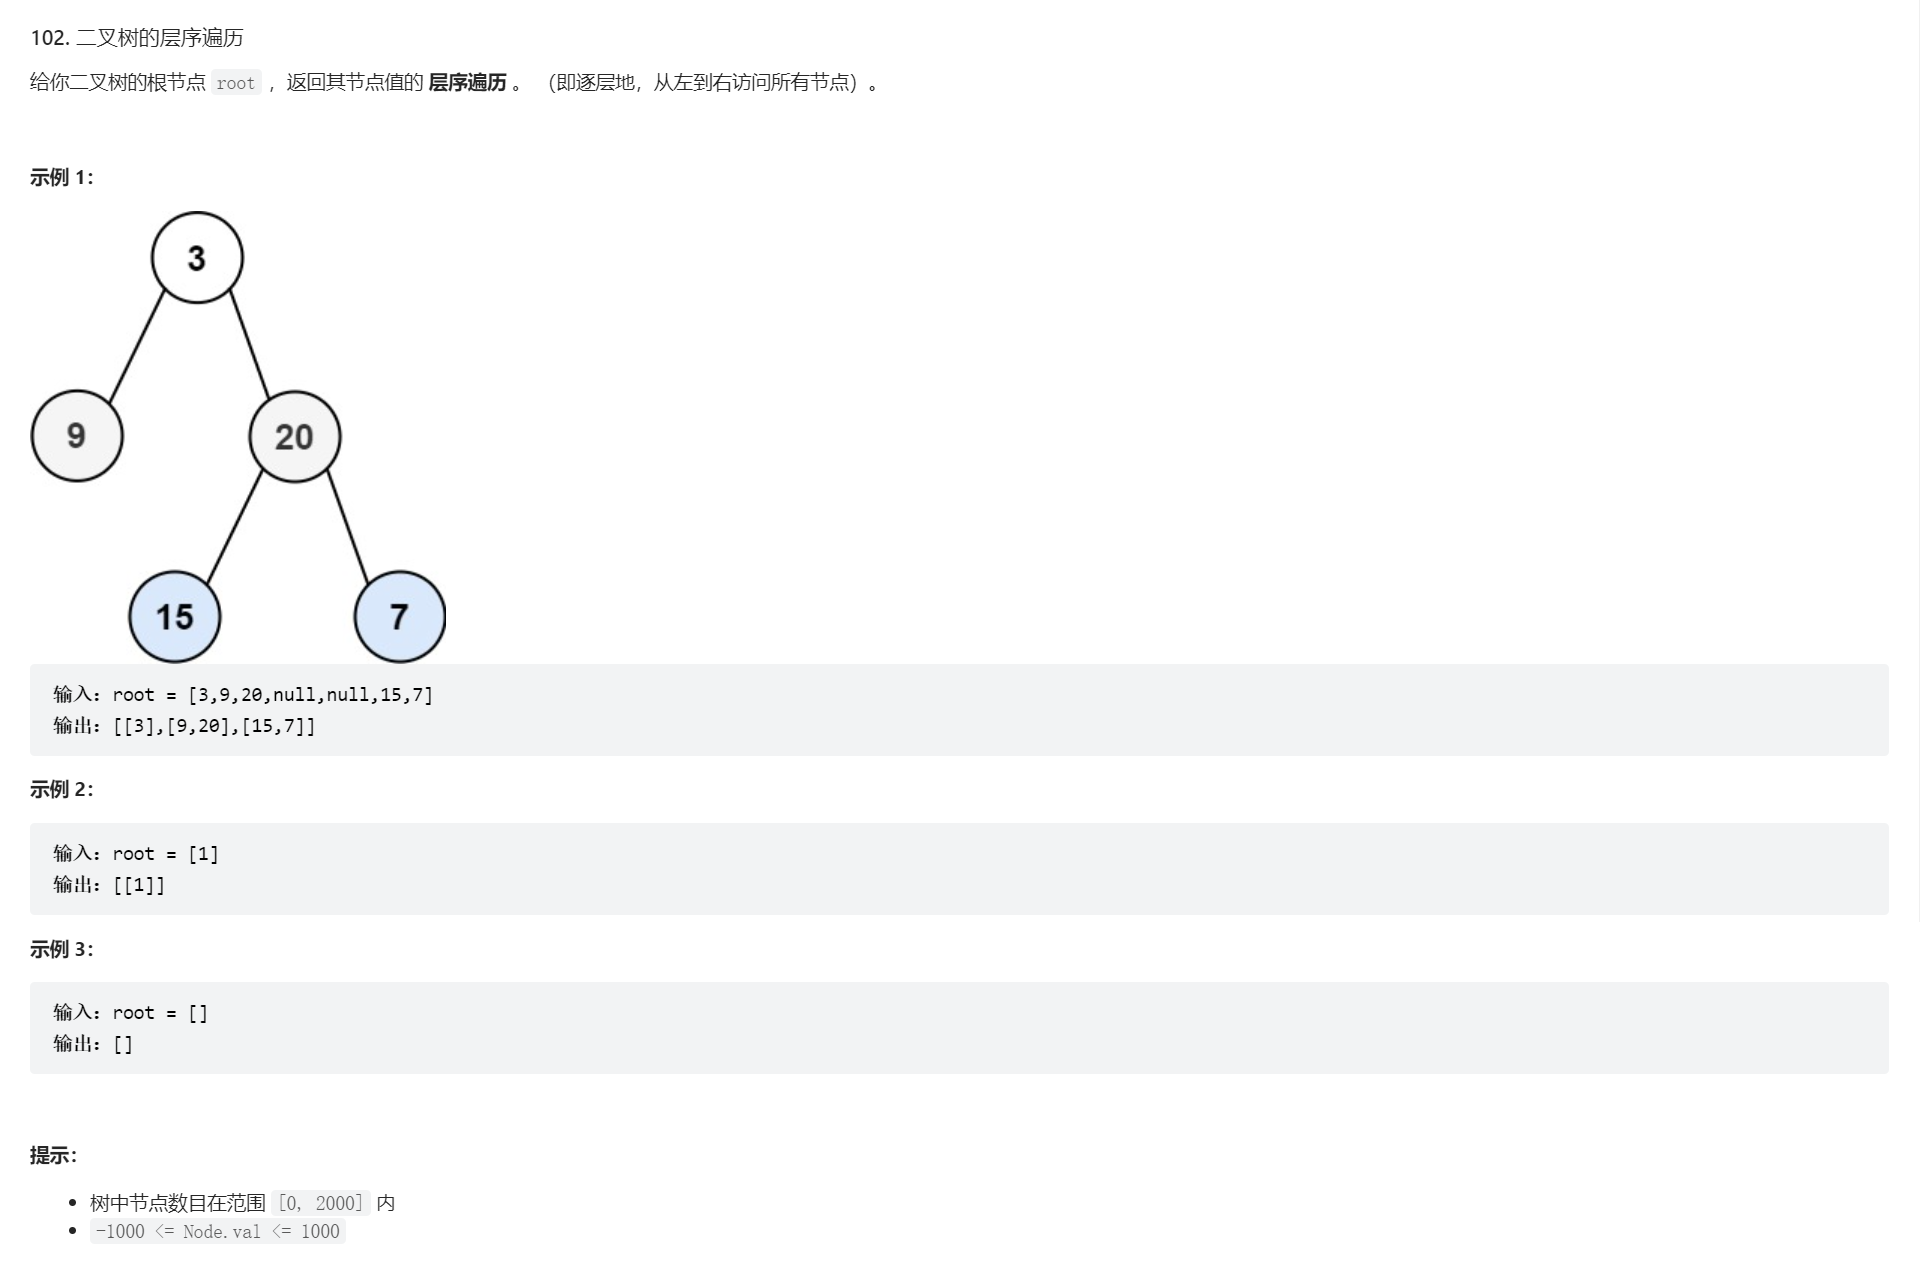 102. 二叉树的层序遍历
给你二叉树的根节点 root ，返回其节点值的 层序遍历 。 （即逐层地，从左到右访问所有节点）。
示例 1：
3
9
20
15
7
输入：root = [3,9,20,null,null,15,7]
输出：[[3],[9,20],[15,7]]
示例 2：
输入：root = [1]
输出：[[1]]
示例 3：
输入：root = []
输出：[]
提示：
树中节点数目在范围 [0, 2000] 内
-1000 <= Node.val <= 1000